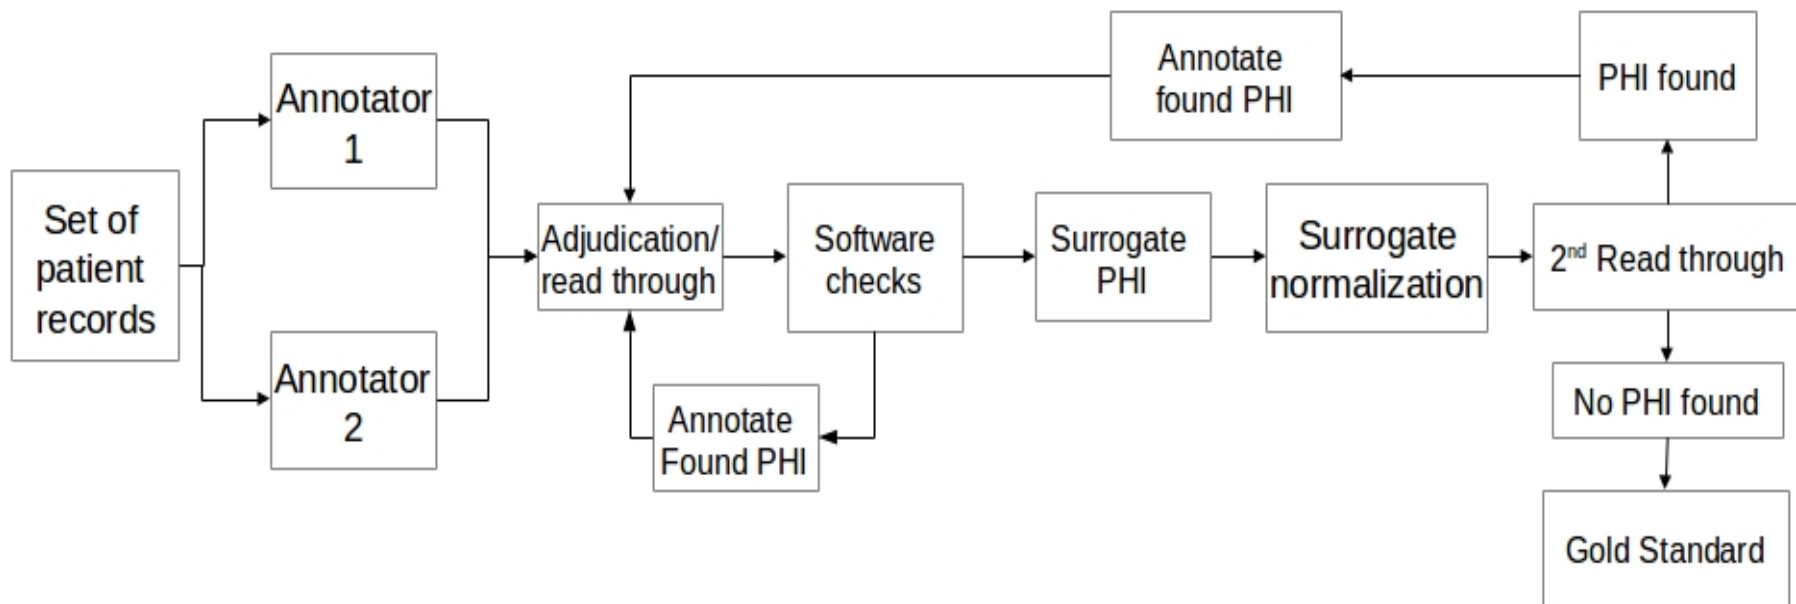 Set of
patient
records
Annotator
1
Annotator
2
Adjudication/
read through
Annotate
Found PHI
Software
checks
Surrogate
PHI
Surrogate
normalization
2nd Read through
PHI found
Annotate
found PHI
No PHI found
Gold Standard